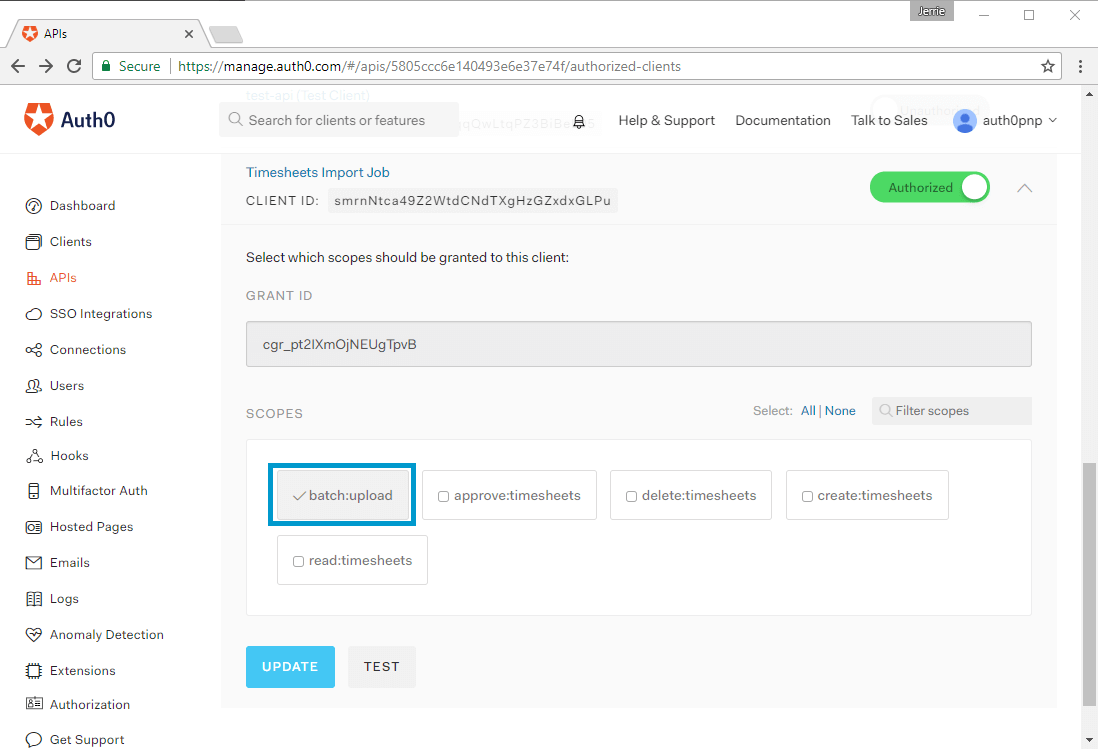 Jerrie
APIs
Secure https://manage.auth0.com/#/apis/5805ccc6e140493e6e37e74f/authorized-clients
test-api (Test Client)
Auth0
Search for clients or features
Help & Support
Documentation
Talk to Sales
auth0pnp
Timesheets Import Job
Authorized
CLIENT ID: smrnNtca49Z2WtdCNdTXgHzGZxdxGLPu
Dashboard
Clients
APIs
SSO Integrations
Connections
Users
Rules
Hooks
Multifactor Auth
Hosted Pages
Emails
Logs
Anomaly Detection
Extensions
Authorization
Get Support
Select which scopes should be granted to this client:
GRANT ID
cgr_pt2IXmOjNEUgTpvB
SCOPES
Select: All | None
Filter scopes
batch:upload
approve:timesheets
delete:timesheets
create:timesheets
read:timesheets
UPDATE
TEST